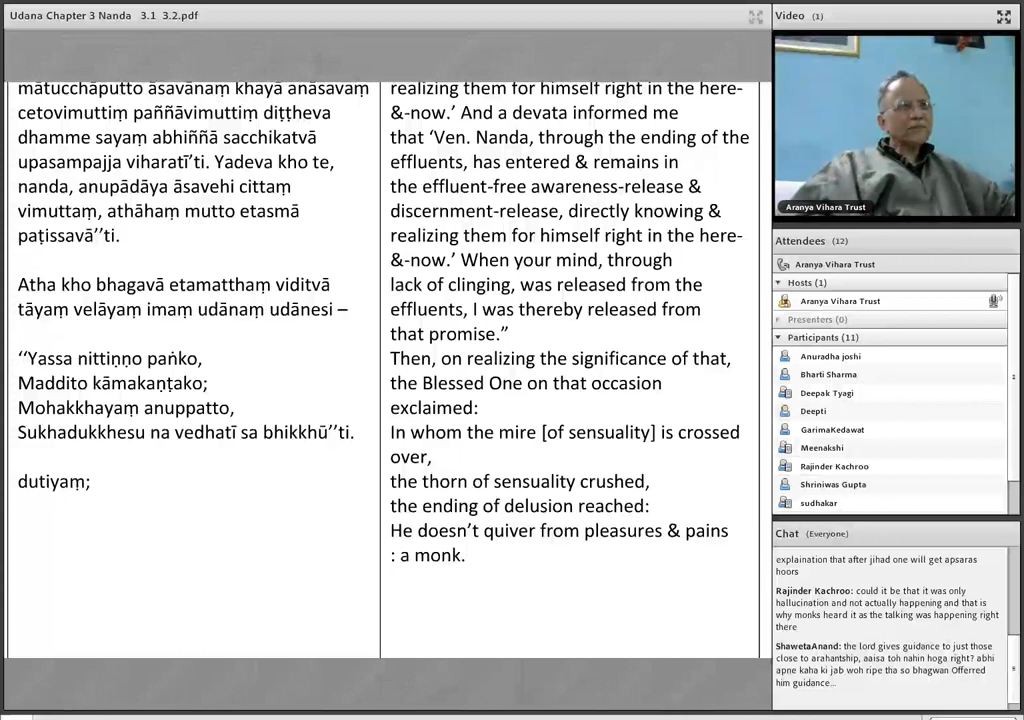 Udana Chapter 3 Nanda 3.1 3.2.pdf
mātucchāputto āsavānaṃ khayā anāsavaṃ
cetovimuttiṃ paññāvimuttiṃ diṭṭheva
dhamme sayaṃ abhiññā sacchikatvā
upasampajja viharatī’ti. Yadeva kho te,
nanda, anupādāya āsavehi cittaṃ
vimuttaṃ, athāhaṃ mutto etasmā
paṭissavā’’ti.
Atha kho bhagavā etamatthaṃ viditvā
tāyaṃ velāyaṃ imaṃ udānaṃ udānesi –
‘‘Yassa nittiṇṇo paṅko,
Maddito kāmakaṇṭako;
Mohakkhayaṃ anuppatto,
Sukhadukkhesu na vedhatī sa bhikkhū’’ti.
dutiyaṃ;
realizing them for himself right in the here-
&-now.’ And a devata informed me
that ‘Ven. Nanda, through the ending of the
effluents, has entered & remains in
the effluent-free awareness-release &
discernment-release, directly knowing &
realizing them for himself right in the here-
&-now.’ When your mind, through
lack of clinging, was released from the
effluents, I was thereby released from
that promise.”
Then, on realizing the significance of that,
the Blessed One on that occasion
exclaimed:
In whom the mire [of sensuality] is crossed
over,
the thorn of sensuality crushed,
the ending of delusion reached:
He doesn’t quiver from pleasures & pains
: a monk.
Video (1)
Aranya Vihara Trust
Attendees (12)
Aranya Vihara Trust
Hosts (1)
Aranya Vihara Trust
Presenters (0)
Participants (11)
Anuradha joshi
Bharti Sharma
Deepak Tyagi
Deepti
GarimaKedawat
Meenakshi
Rajinder Kachroo
Shriniwas Gupta
sudhakar
Chat (Everyone)
explaination that after jihad one will get apsaras
hoors
Rajinder Kachroo: could it be that it was only
hallucination and not actually happening and that is
why monks heard it as the talking was happening right
there
ShawetaAnand: the lord gives guidance to just those
close to arahantship, aaisa toh nahin hoga right? abhi
apne kaha ki jab woh ripe tha so bhagwan Offerred
him guidance...